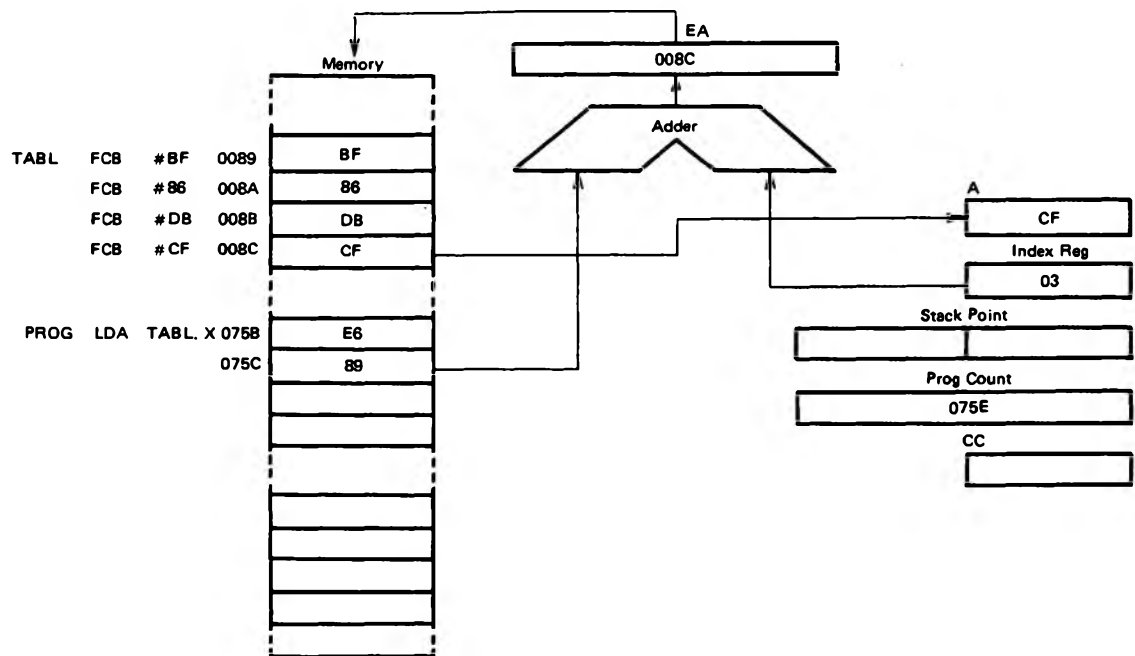 EA
008C
Memory
Adder
TABL FCB #BF 0089 BF
FCB #86 008A 86
FCB #DB 008B DB
FCB #CF 008C CF
A
CF
Index Reg
03
PROG LDA TABL. X 075B E6
075C 89
Stack Point
Prog Count
075E
CC